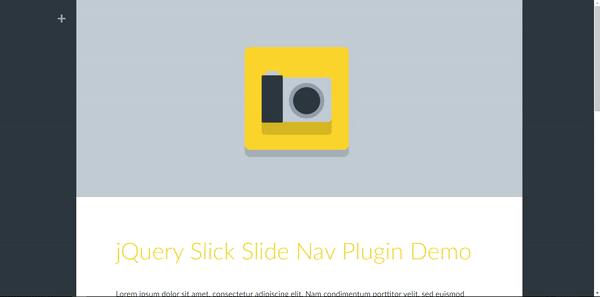 jQuery Slick Slide Nav Plugin Demo
Lorem ipsum dolor sit amet, consectetur adipiscing elit. Nam condimentum porttitor velit, sed euismod